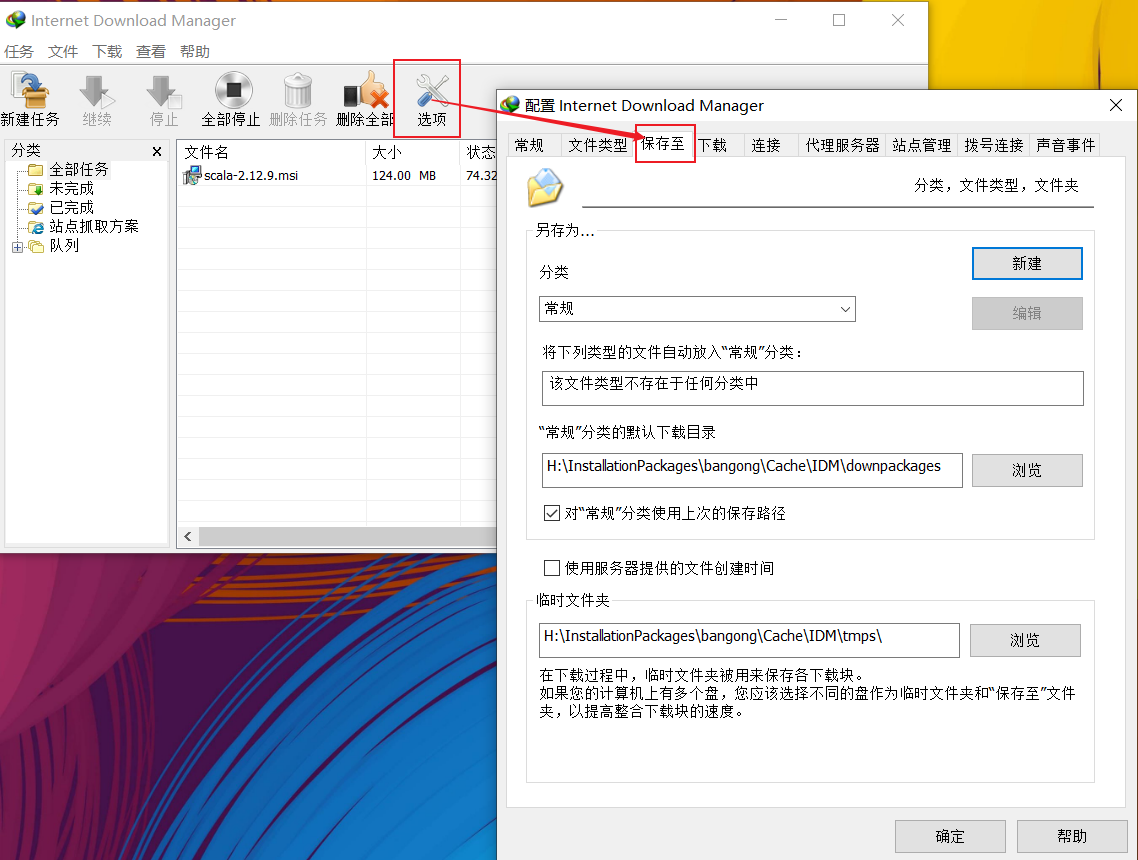 Internet Download Manager
任务 文件 下载 查看 帮助
新建任务 继续 停止 全部停止 删除任务 删除全部 选项
分类
全部任务
未完成
已完成
站点抓取方案
队列
文件名 大小 状态
scala-2.12.9.msi 124.00 MB 74.32
配置 Internet Download Manager
常规 文件类型 保存至 下载 连接 代理服务器 站点管理 拨号连接 声音事件
分类，文件类型，文件夹
另存为...
分类
新建
常规
编辑
将下列类型的文件自动放入“常规”分类：
该文件类型不存在于任何分类中
“常规”分类的默认下载目录
H:\InstallationPackages\bangong\Cache\IDM\downpackages
浏览
对“常规”分类使用上次的保存路径
使用服务器提供的文件创建时间
临时文件夹
H:\InstallationPackages\bangong\Cache\IDM\tmps\
浏览
在下载过程中，临时文件夹被用来保存各下载块。
如果您的计算机上有多个盘，您应该选择不同的盘作为临时文件夹和“保存至”文件
夹，以提高整合下载块的速度。
确定 帮助